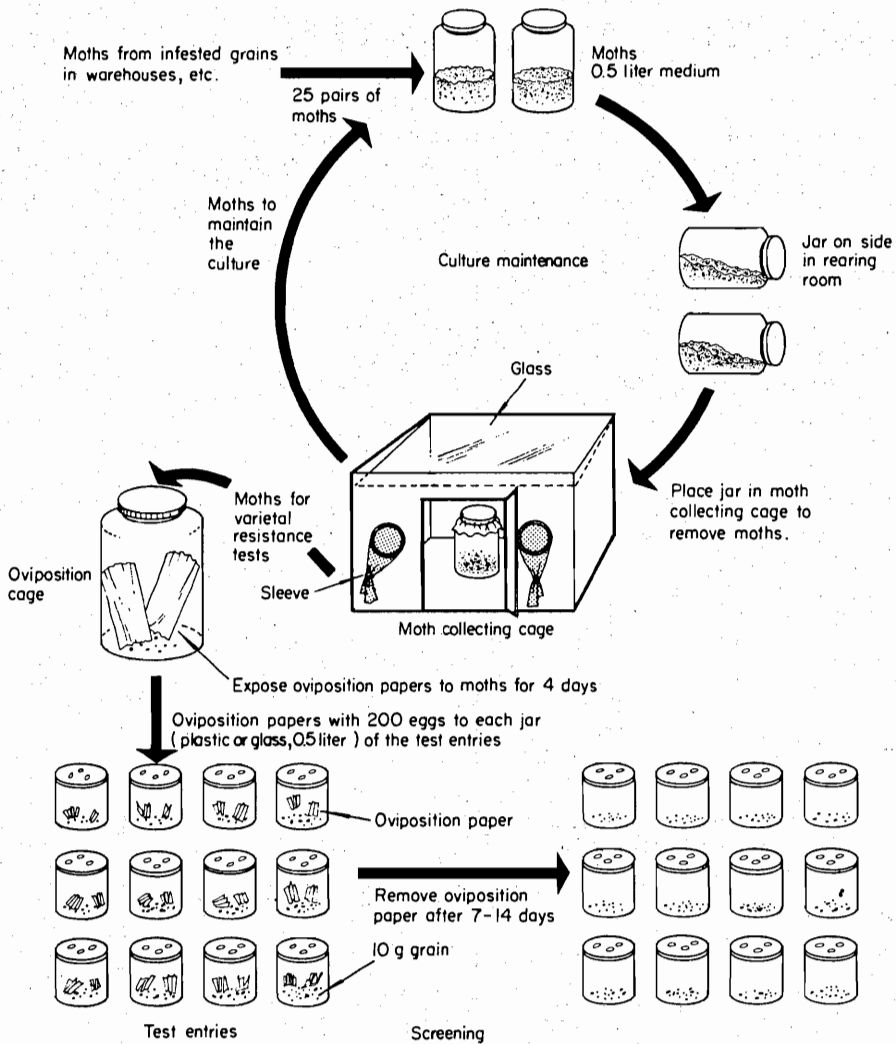 Moths from infested grains
in warehouses, etc.
25 pairs of
moths
Moths
0.5 liter medium
Moths to
maintain
the
culture
Culture maintenance
Jar on side
in rearing
room
Glass
Place jar in moth
collecting cage to
remove moths.
Moths for
varietal
resistance
tests
Oviposition
cage
Sleeve
Moth collecting cage
Expose oviposition papers to moths for 4 days
Oviposition papers with 200 eggs to each jar
( plastic or glass, 0.5 liter ) of the test entries
Oviposition paper
Remove oviposition
paper after 7-14 days
10 g grain
Test entries
Screening